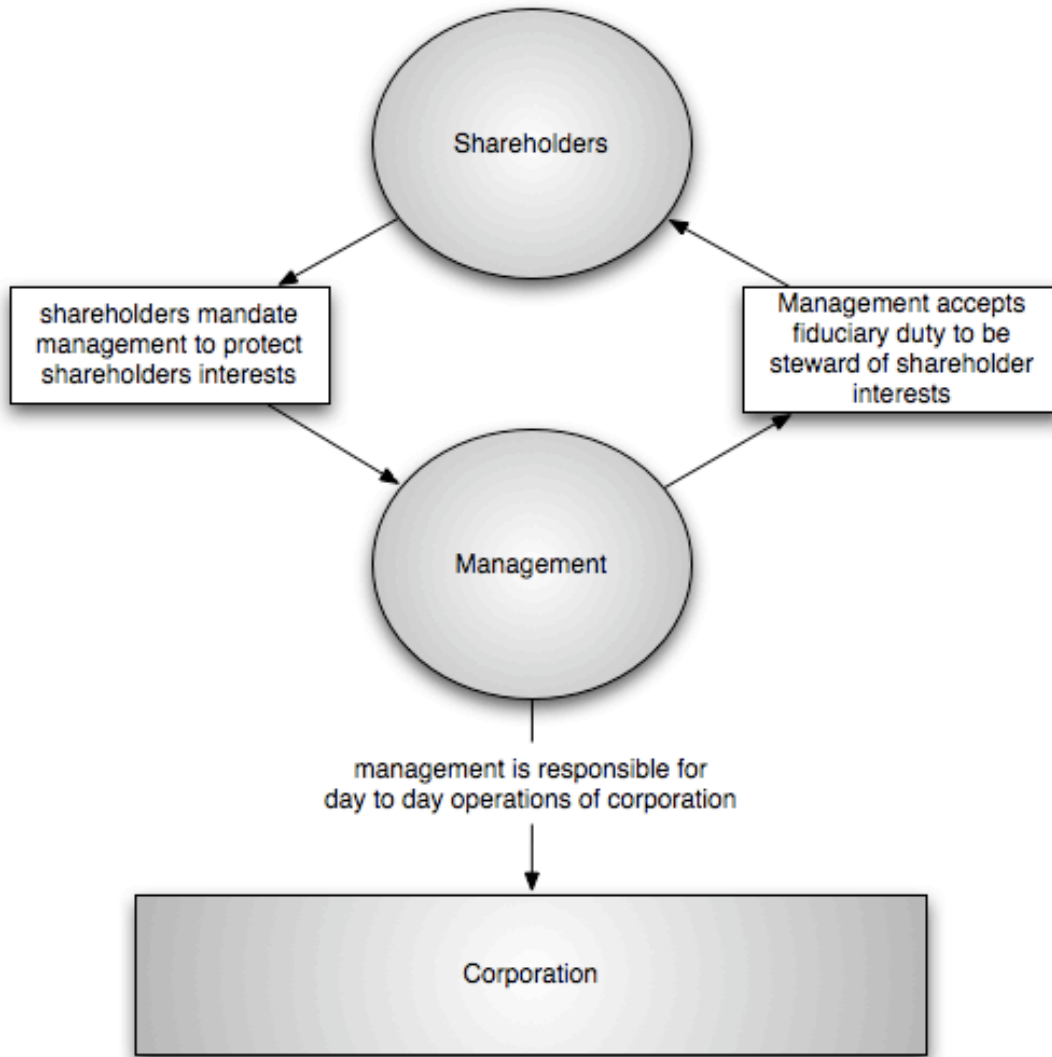 Shareholders
shareholders mandate
management to protect
shareholders interests
Management accepts
fiduciary duty to be
steward of shareholder
interests
Management
management is responsible for
day to day operations of corporation
Corporation